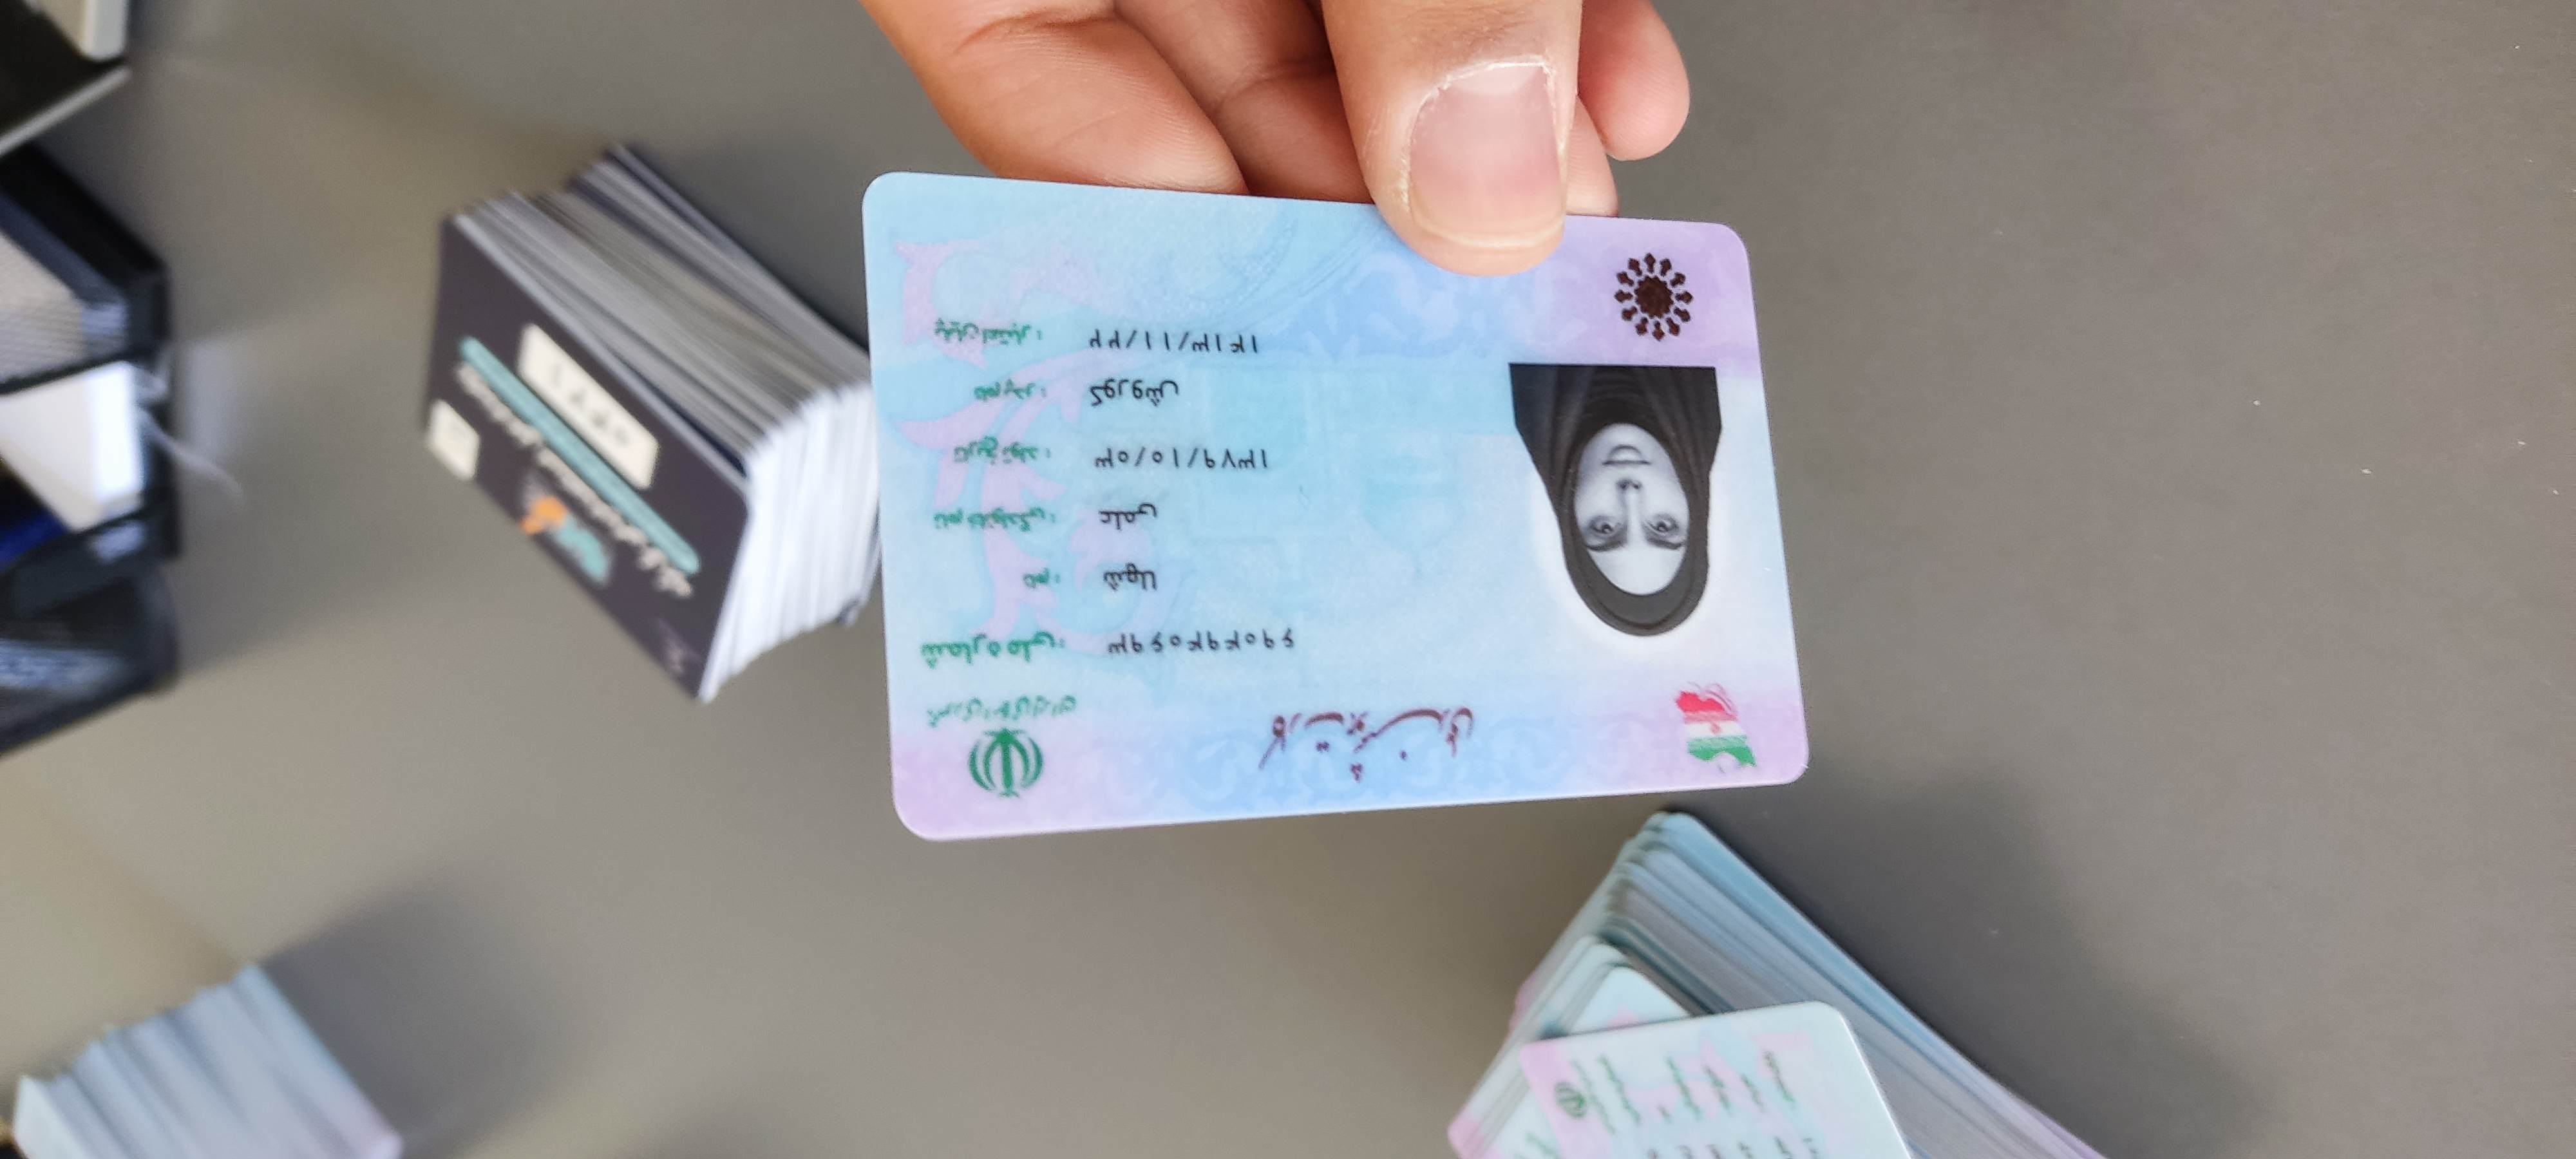 کارت هوشمند ملی
جمهوری اسلامی ایران
شماره ملی: ۶۹۰۴۹۴۰۶۹۳
نام: شهلا
نام خانوادگی: علمی
تاریخ تولد: ۱۳۷۹/۱۰/۰۳
نام پدر: کوروش
پایان اعتبار: ۱۴۱۳/۱۱/۲۲